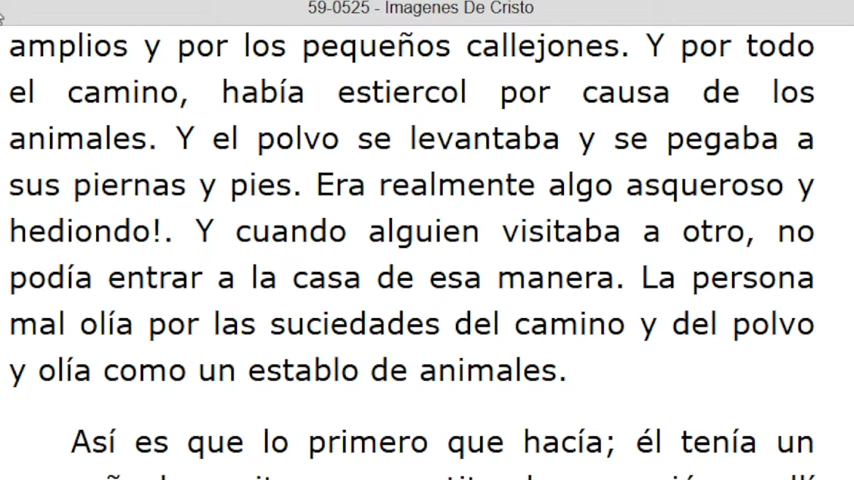 59-0525 - Imagenes De Cristo
amplios y por los pequeños callejones. Y por todo
el camino, había estiercol por causa de los
animales. Y el polvo se levantaba y se pegaba a
sus piernas y pies. Era realmente algo asqueroso y
hediondo!. Y cuando alguien visitaba a otro, no
podía entrar a la casa de esa manera. La persona
mal olía por las suciedades del camino y del polvo
y olía como un establo de animales.
Así es que lo primero que hacía; él tenía un